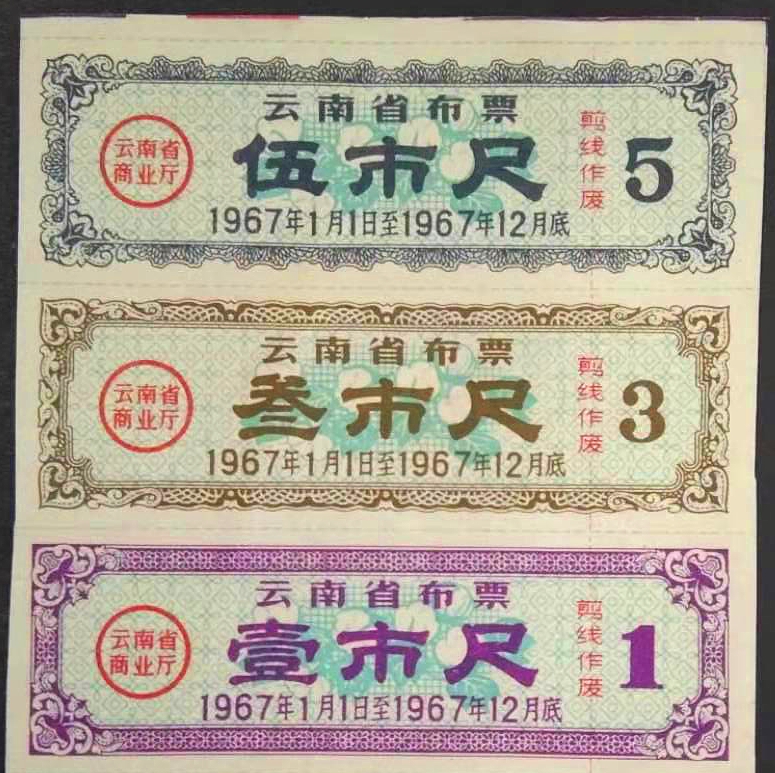 云南省布票
云南省
商业厅
伍市尺
剪线作废
5
1967年1月1日至1967年12月底
云南省布票
云南省
商业厅
叁市尺
剪线作废
3
1967年1月1日至1967年12月底
云南省布票
云南省
商业厅
壹市尺
剪线作废
1
1967年1月1日至1967年12月底